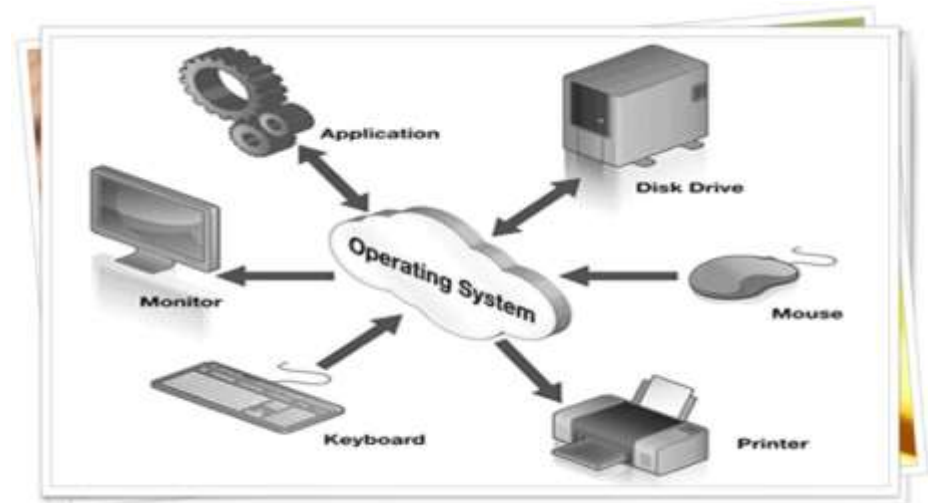 Application
Disk Drive
Operating System
Monitor
Mouse
Keyboard
Printer